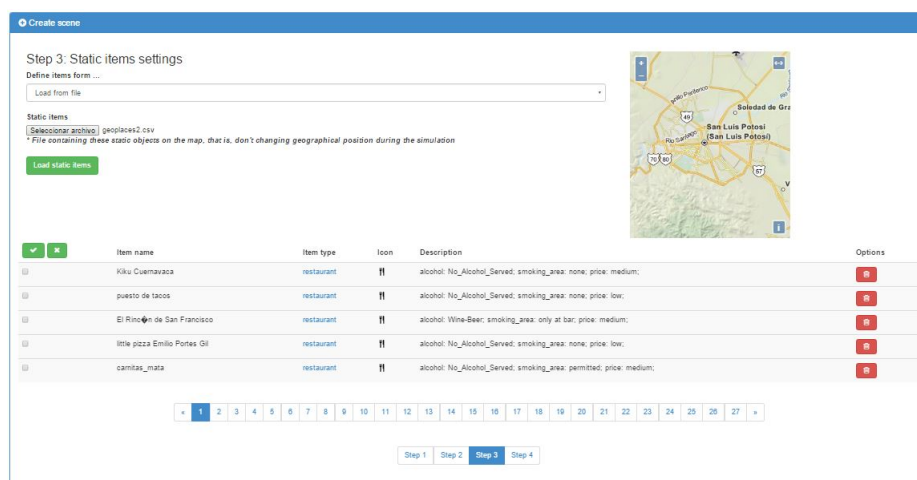 Create scene
Step 3: Static items settings
Define items form ...
Load from file
Static items
Seleccionar archivo geoplaces2.csv
* File containing these static objects on the map, that is, don't changing geographical position during the simulation
Load static items
+
−
Soledad de Gra
49
San Luis Potosi
(San Luis Potosí)
Rio Santiago
70 80
57
V
i
Item name Item type Icon Description Options
Kiku Cuernavaca restaurant alcohol: No_Alcohol_Served; smoking_area: none; price: medium;
puesto de tacos restaurant alcohol: No_Alcohol_Served; smoking_area: none; price: low;
El Rinc�n de San Francisco restaurant alcohol: Wine-Beer; smoking_area: only at bar; price: medium;
little pizza Emilio Portes Gil restaurant alcohol: No_Alcohol_Served; smoking_area: none; price: low;
carnitas_mata restaurant alcohol: No_Alcohol_Served; smoking_area: permitted; price: medium;
« 1 2 3 4 5 6 7 8 9 10 11 12 13 14 15 16 17 18 19 20 21 22 23 24 25 26 27 »
Step 1 Step 2 Step 3 Step 4